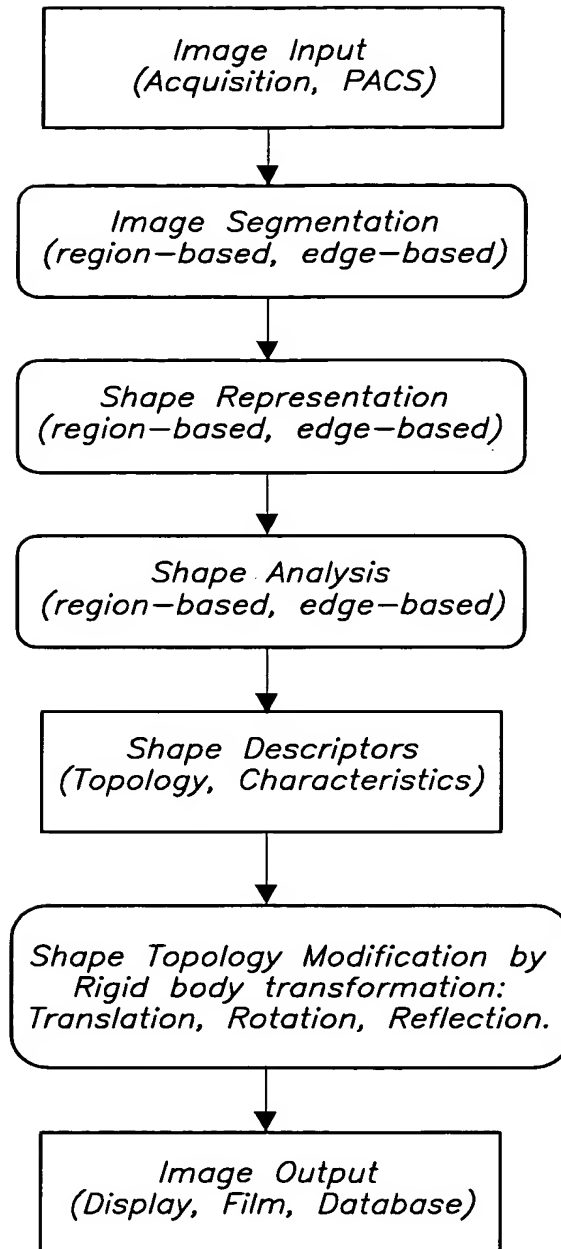 Image Input
(Acquisition, PACS)
Image Segmentation
(region-based, edge-based)
Shape Representation
(region-based, edge-based)
Shape Analysis
(region-based, edge-based)
Shape Descriptors
(Topology, Characteristics)
Shape Topology Modification by
Rigid body transformation:
Translation, Rotation, Reflection.
Image Output
(Display, Film, Database)